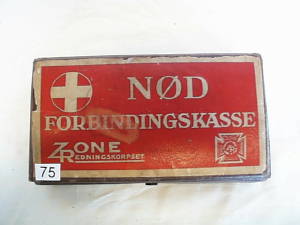 NØD
FORBINDINGSKASSE
ZONE
REDNINGSKORPSET
75